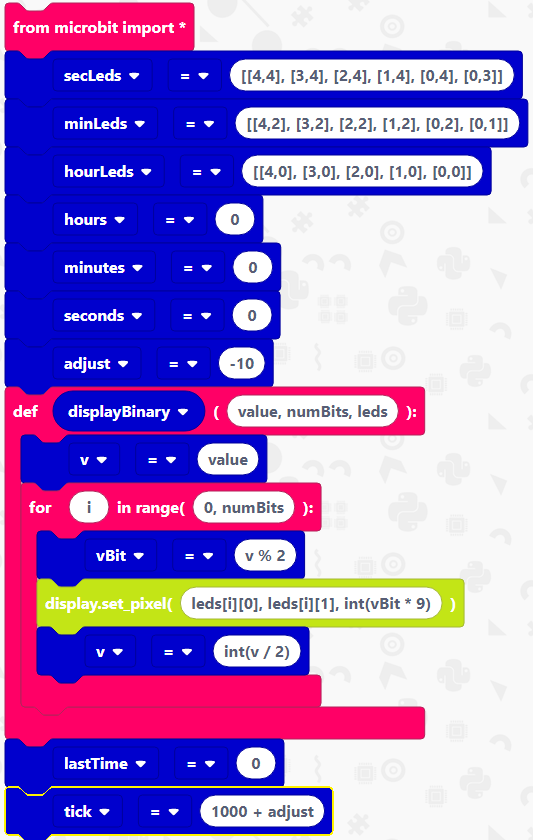 from microbit import *
secLeds = [[4,4], [3,4], [2,4], [1,4], [0,4], [0,3]]
minLeds = [[4,2], [3,2], [2,2], [1,2], [0,2], [0,1]]
hourLeds = [[4,0], [3,0], [2,0], [1,0], [0,0]]
hours = 0
minutes = 0
seconds = 0
adjust = -10
def displayBinary ( value, numBits, leds ):
v = value
for i in range( 0, numBits ):
vBit = v % 2
display.set_pixel( leds[i][0], leds[i][1], int(vBit * 9) )
v = int(v / 2)
lastTime = 0
tick = 1000 + adjust